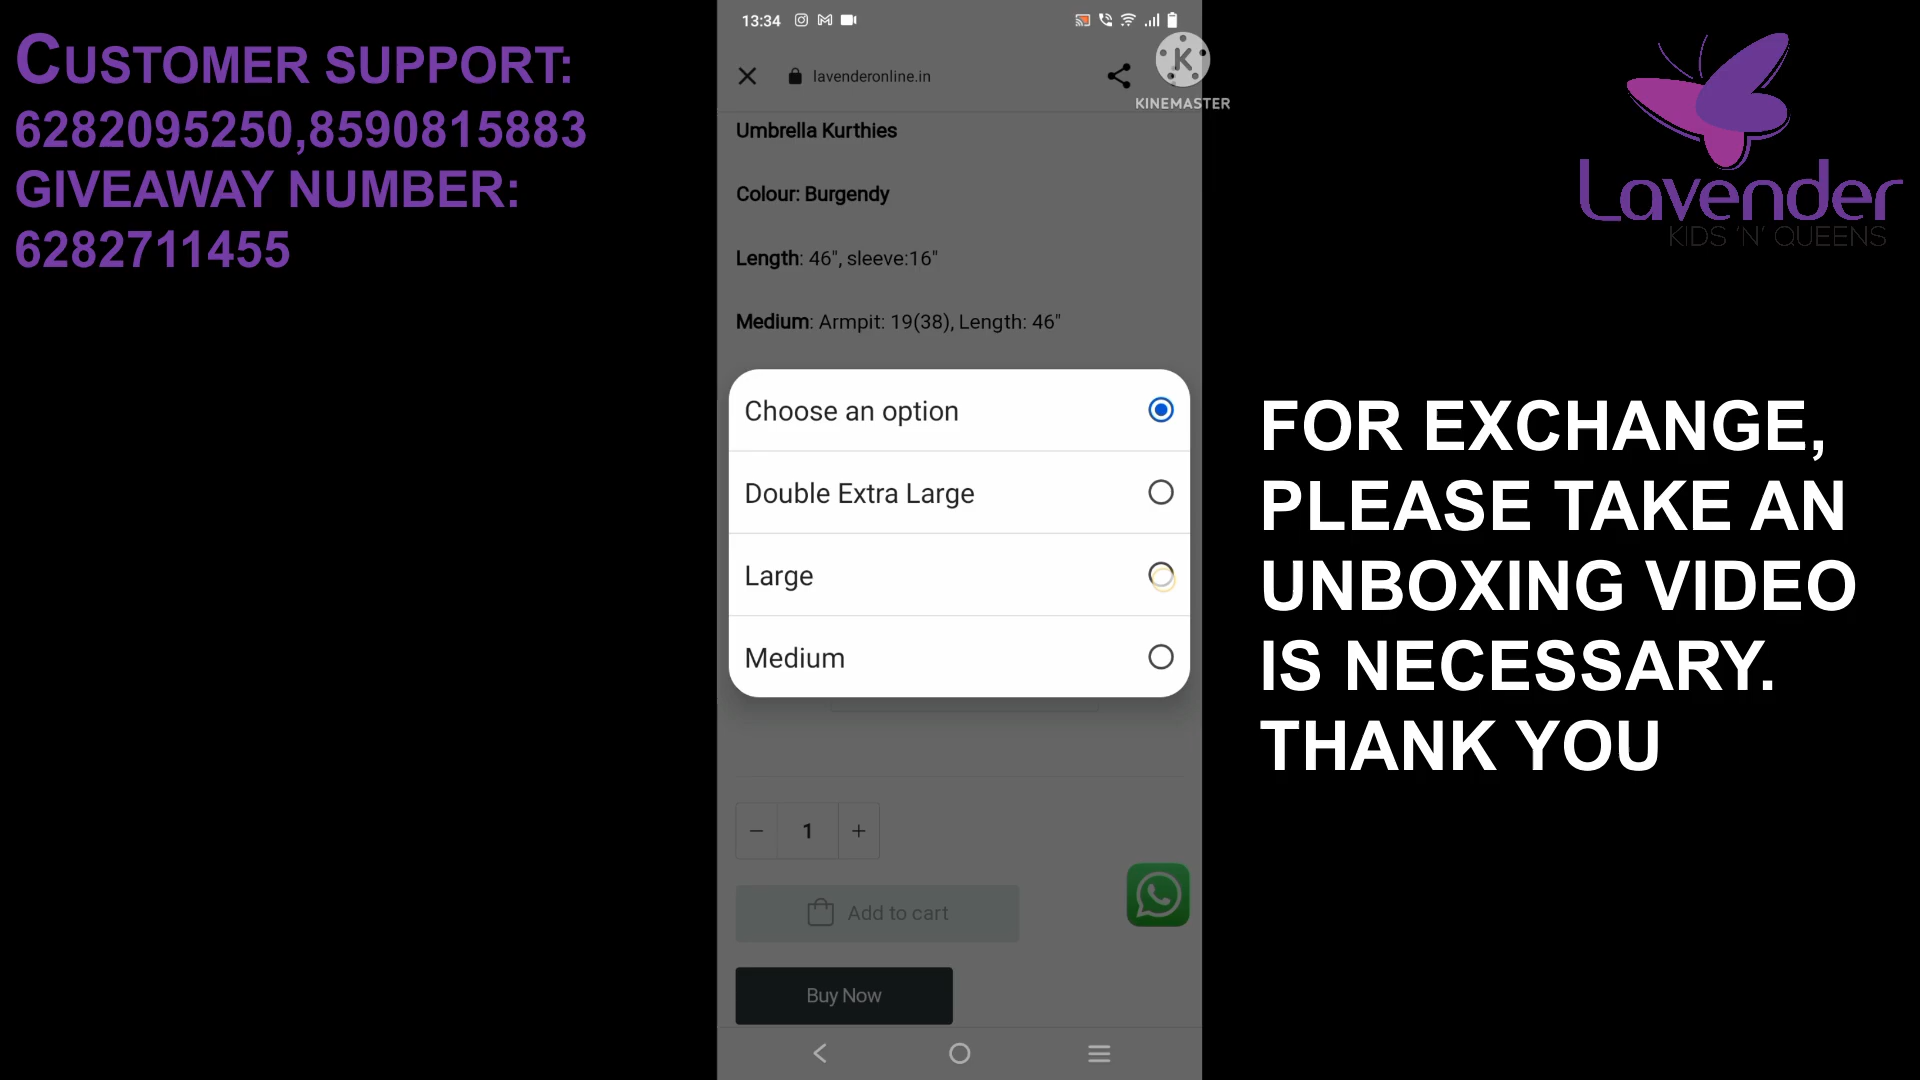 CUSTOMER SUPPORT:
6282095250,8590815883
GIVEAWAY NUMBER:
6282711455
13:34
lavenderonline.in
K
KINEMASTER
Umbrella Kurthies
Colour: Burgendy
Length: 46", sleeve:16"
Medium: Armpit: 19(38), Length: 46"
Choose an option
Double Extra Large
Large
Medium
1
Add to cart
Buy Now
Lavender
KIDS 'N' QUEENS
FOR EXCHANGE,
PLEASE TAKE AN
UNBOXING VIDEO
IS NECESSARY.
THANK YOU